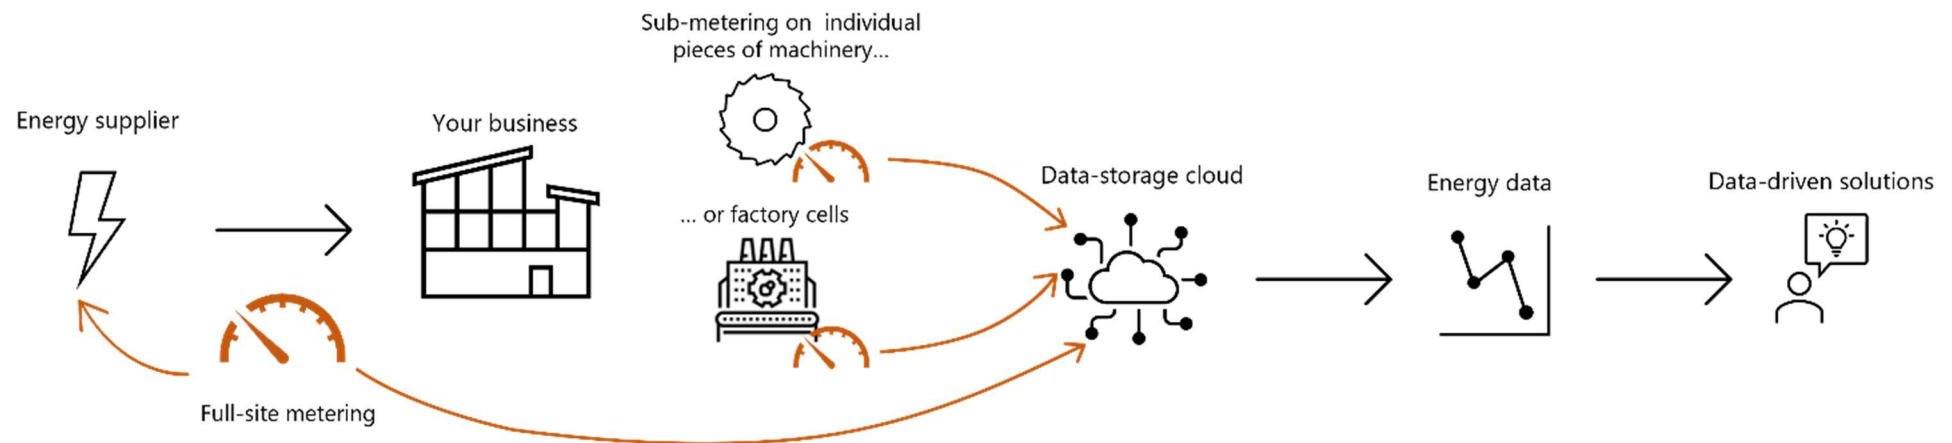 Sub-metering on individual
pieces of machinery...
Energy supplier
Your business
... or factory cells
Data-storage cloud
Energy data
Data-driven solutions
Full-site metering